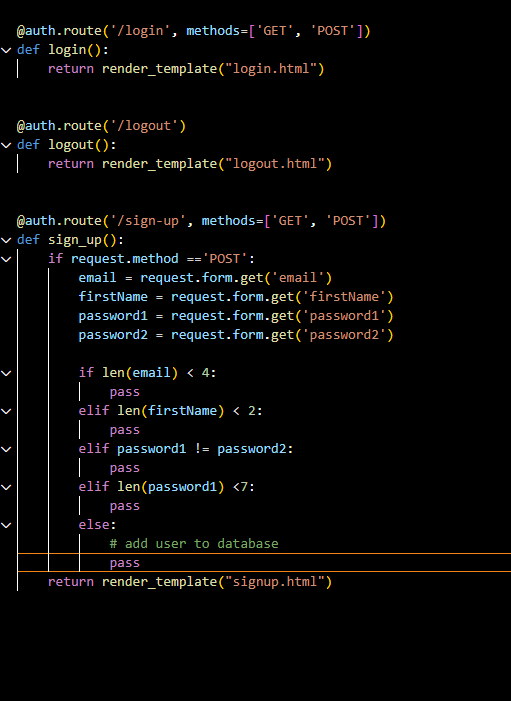 @auth.route('/login', methods=['GET', 'POST'])
def login():
    return render_template("login.html")
@auth.route('/logout')
def logout():
    return render_template("logout.html")
@auth.route('/sign-up', methods=['GET', 'POST'])
def sign_up():
    if request.method =='POST':
        email = request.form.get('email')
        firstName = request.form.get('firstName')
        password1 = request.form.get('password1')
        password2 = request.form.get('password2')
        if len(email) < 4:
            pass
        elif len(firstName) < 2:
            pass
        elif password1 != password2:
            pass
        elif len(password1) <7:
            pass
        else:
            # add user to database
            pass
    return render_template("signup.html")